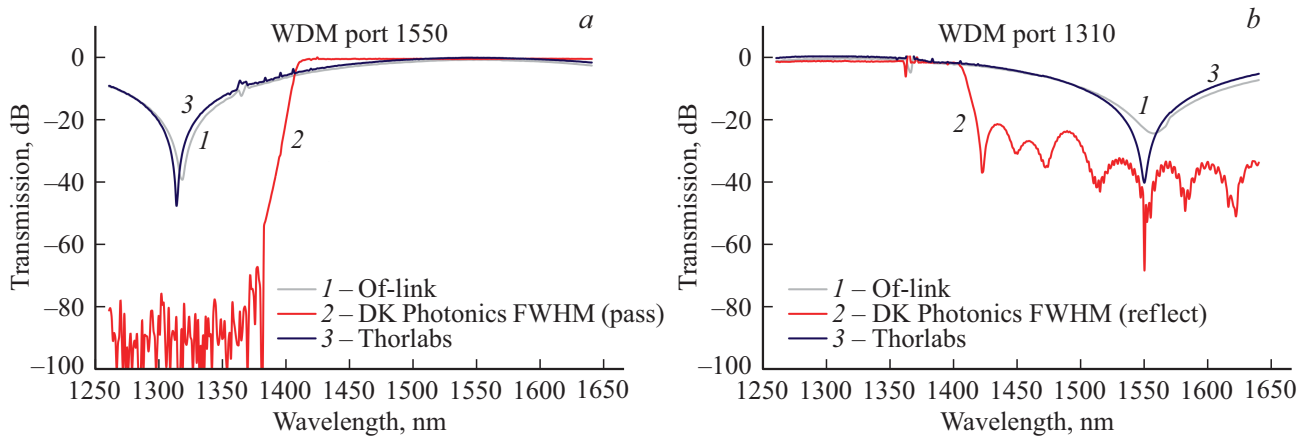 a
WDM port 1550
0
–20
–40
–60
–80
–100
Transmission, dB
3
1
2
1 – Of-link
2 – DK Photonics FWHM (pass)
3 – Thorlabs
1250 1300 1350 1400 1450 1500 1550 1600 1650
Wavelength, nm
b
WDM port 1310
0
–20
–40
–60
–80
–100
Transmission, dB
1
3
2
1 – Of-link
2 – DK Photonics FWHM (reflect)
3 – Thorlabs
1250 1300 1350 1400 1450 1500 1550 1600 1650
Wavelength, nm